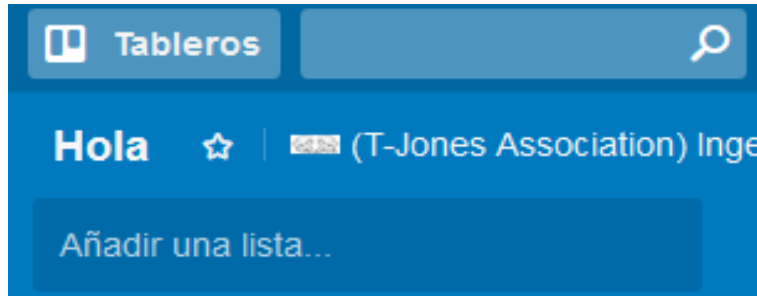 Tableros
Hola (T-Jones Association) Inge
Añadir una lista...